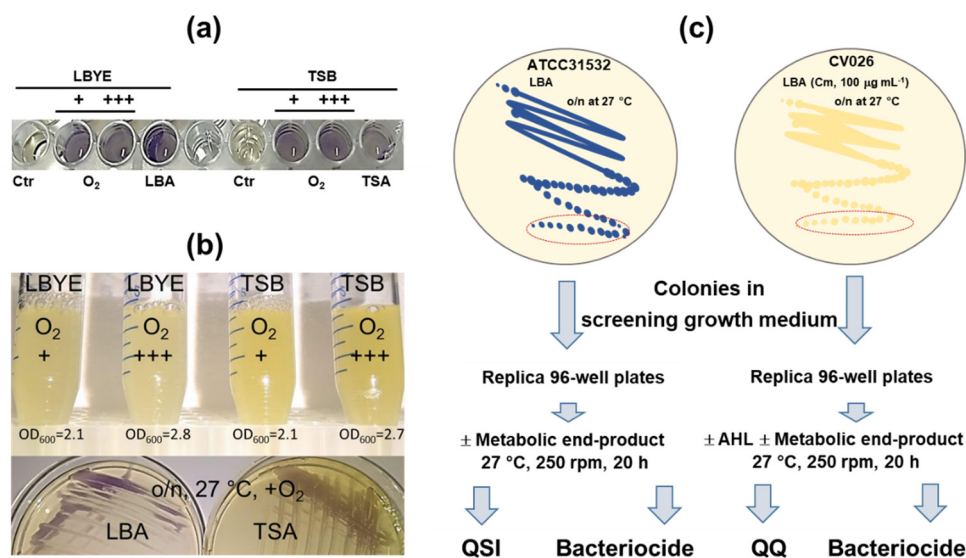 (a)
LBYE TSB
+ +++ + +++
Ctr O₂ LBA Ctr O₂ TSA
(b)
LBYE LBYE TSB TSB
O₂ O₂ O₂ O₂
+ +++ + +++
OD₆₀₀=2.1 OD₆₀₀=2.8 OD₆₀₀=2.1 OD₆₀₀=2.7
o/n, 27 °C, +O₂
LBA TSA
(c)
ATCC31532
LBA
o/n at 27 °C
CV026
LBA (Cm, 100 µg mL⁻¹)
o/n at 27 °C
Colonies in
screening growth medium
Replica 96-well plates
± Metabolic end-product
27 °C, 250 rpm, 20 h
QSI Bacteriocide
Replica 96-well plates
± AHL ± Metabolic end-product
27 °C, 250 rpm, 20 h
QQ Bacteriocide